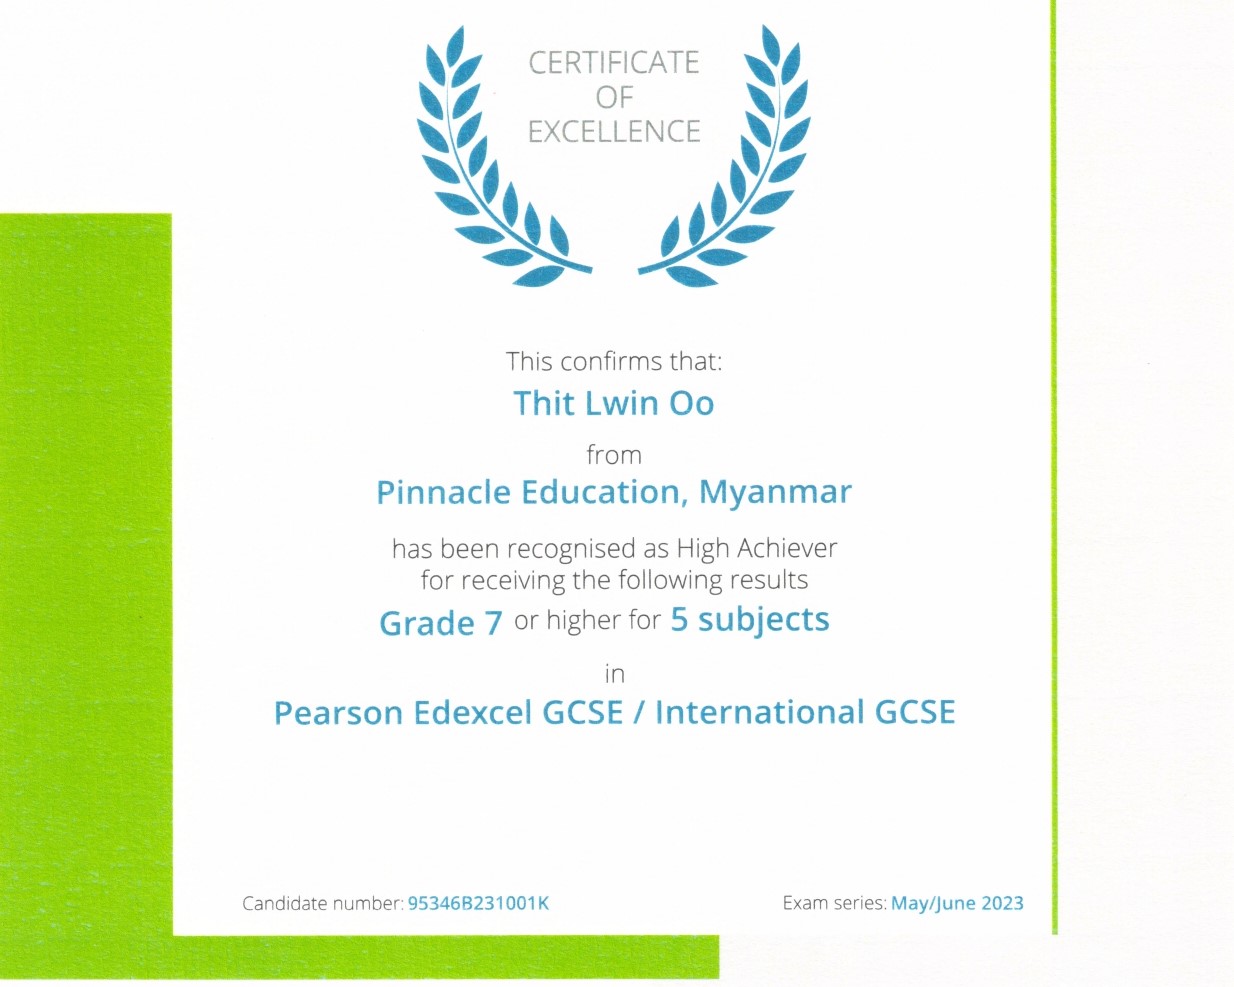 CERTIFICATE
OF
EXCELLENCE
This confirms that:
Thit Lwin Oo
from
Pinnacle Education, Myanmar
has been recognised as High Achiever
for receiving the following results
Grade 7 or higher for 5 subjects
in
Pearson Edexcel GCSE / International GCSE
Candidate number: 95346B231001K
Exam series: May/June 2023